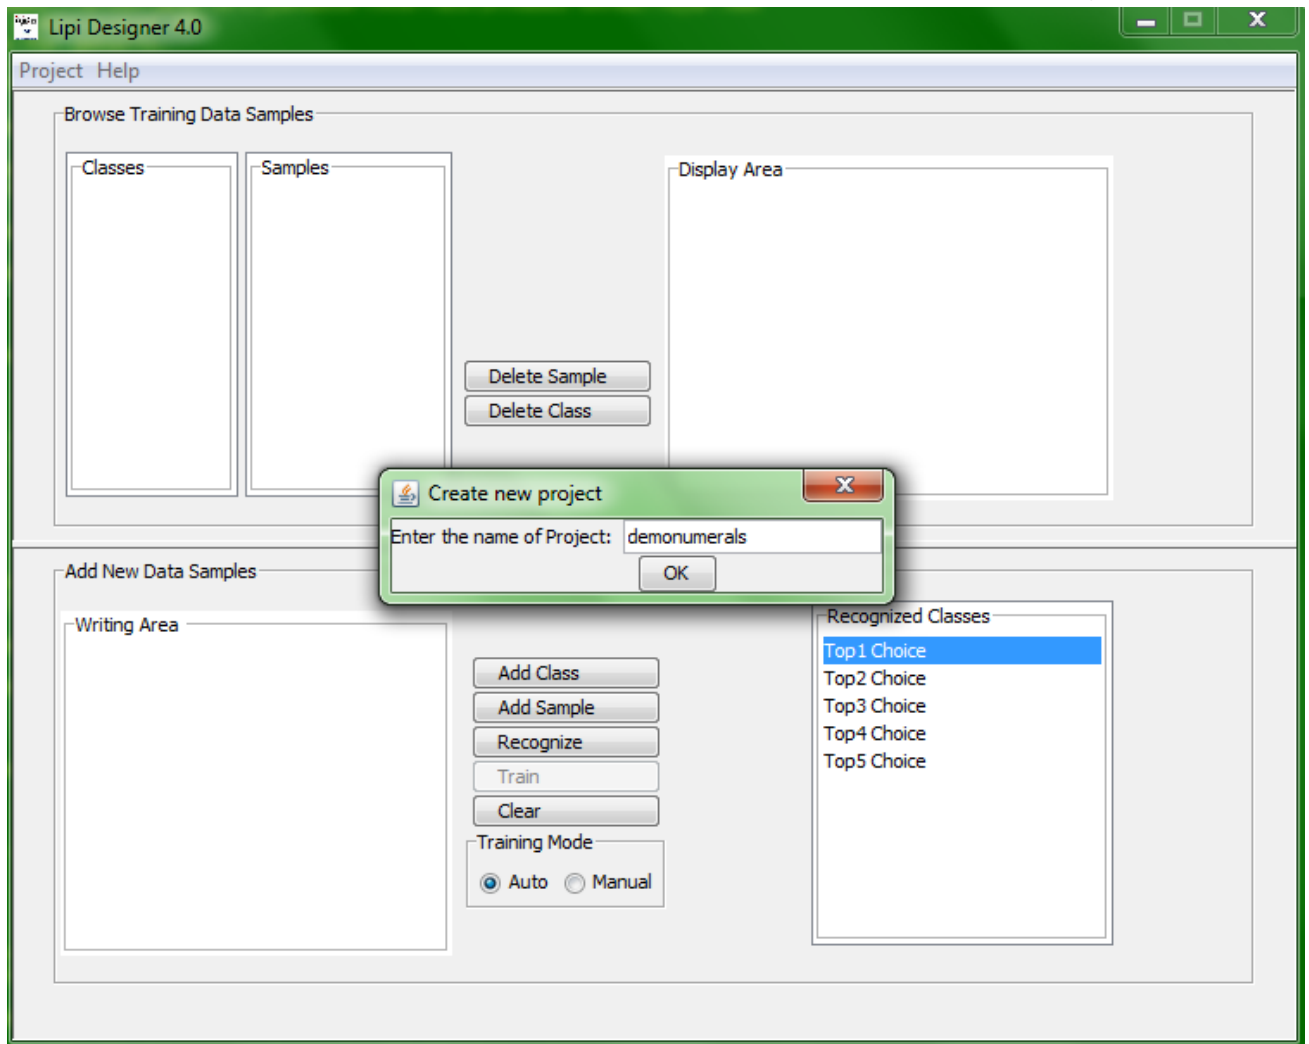 Lipi Designer 4.0
Project Help
Browse Training Data Samples
Classes
Samples
Display Area
Delete Sample
Delete Class
Create new project
Enter the name of Project: demonumerals
OK
Add New Data Samples
Writing Area
Add Class
Add Sample
Recognize
Train
Clear
Training Mode
Auto Manual
Recognized Classes
Top1 Choice
Top2 Choice
Top3 Choice
Top4 Choice
Top5 Choice